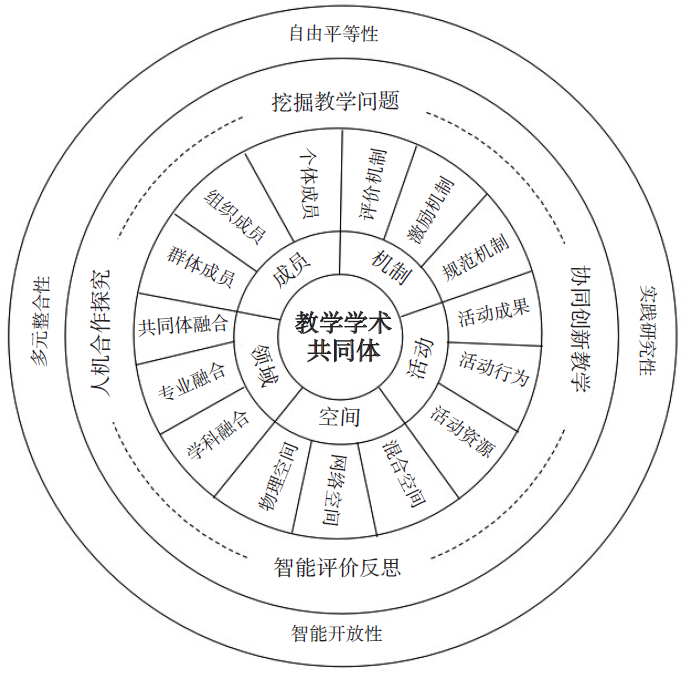 自由平等性
挖掘教学问题
个体成员
评价机制
组织成员
激励机制
群体成员
规范机制
成员
机制
多元整合性
人机合作探究
共同体融合
教学学术
共同体
活动成果
协同创新教学
实践研究性
专业融合
领域
活动
活动行为
学科融合
空间
活动资源
物理空间
网络空间
混合空间
智能评价反思
智能开放性